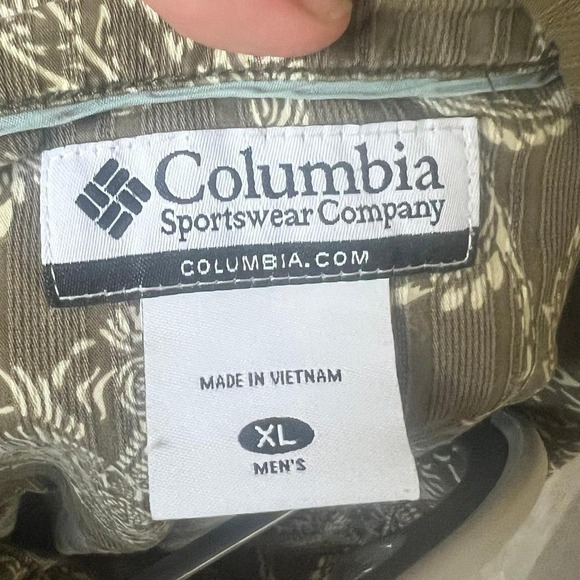 Columbia
Sportswear Company
COLUMBIA.COM
MADE IN VIETNAM
XL
MEN'S